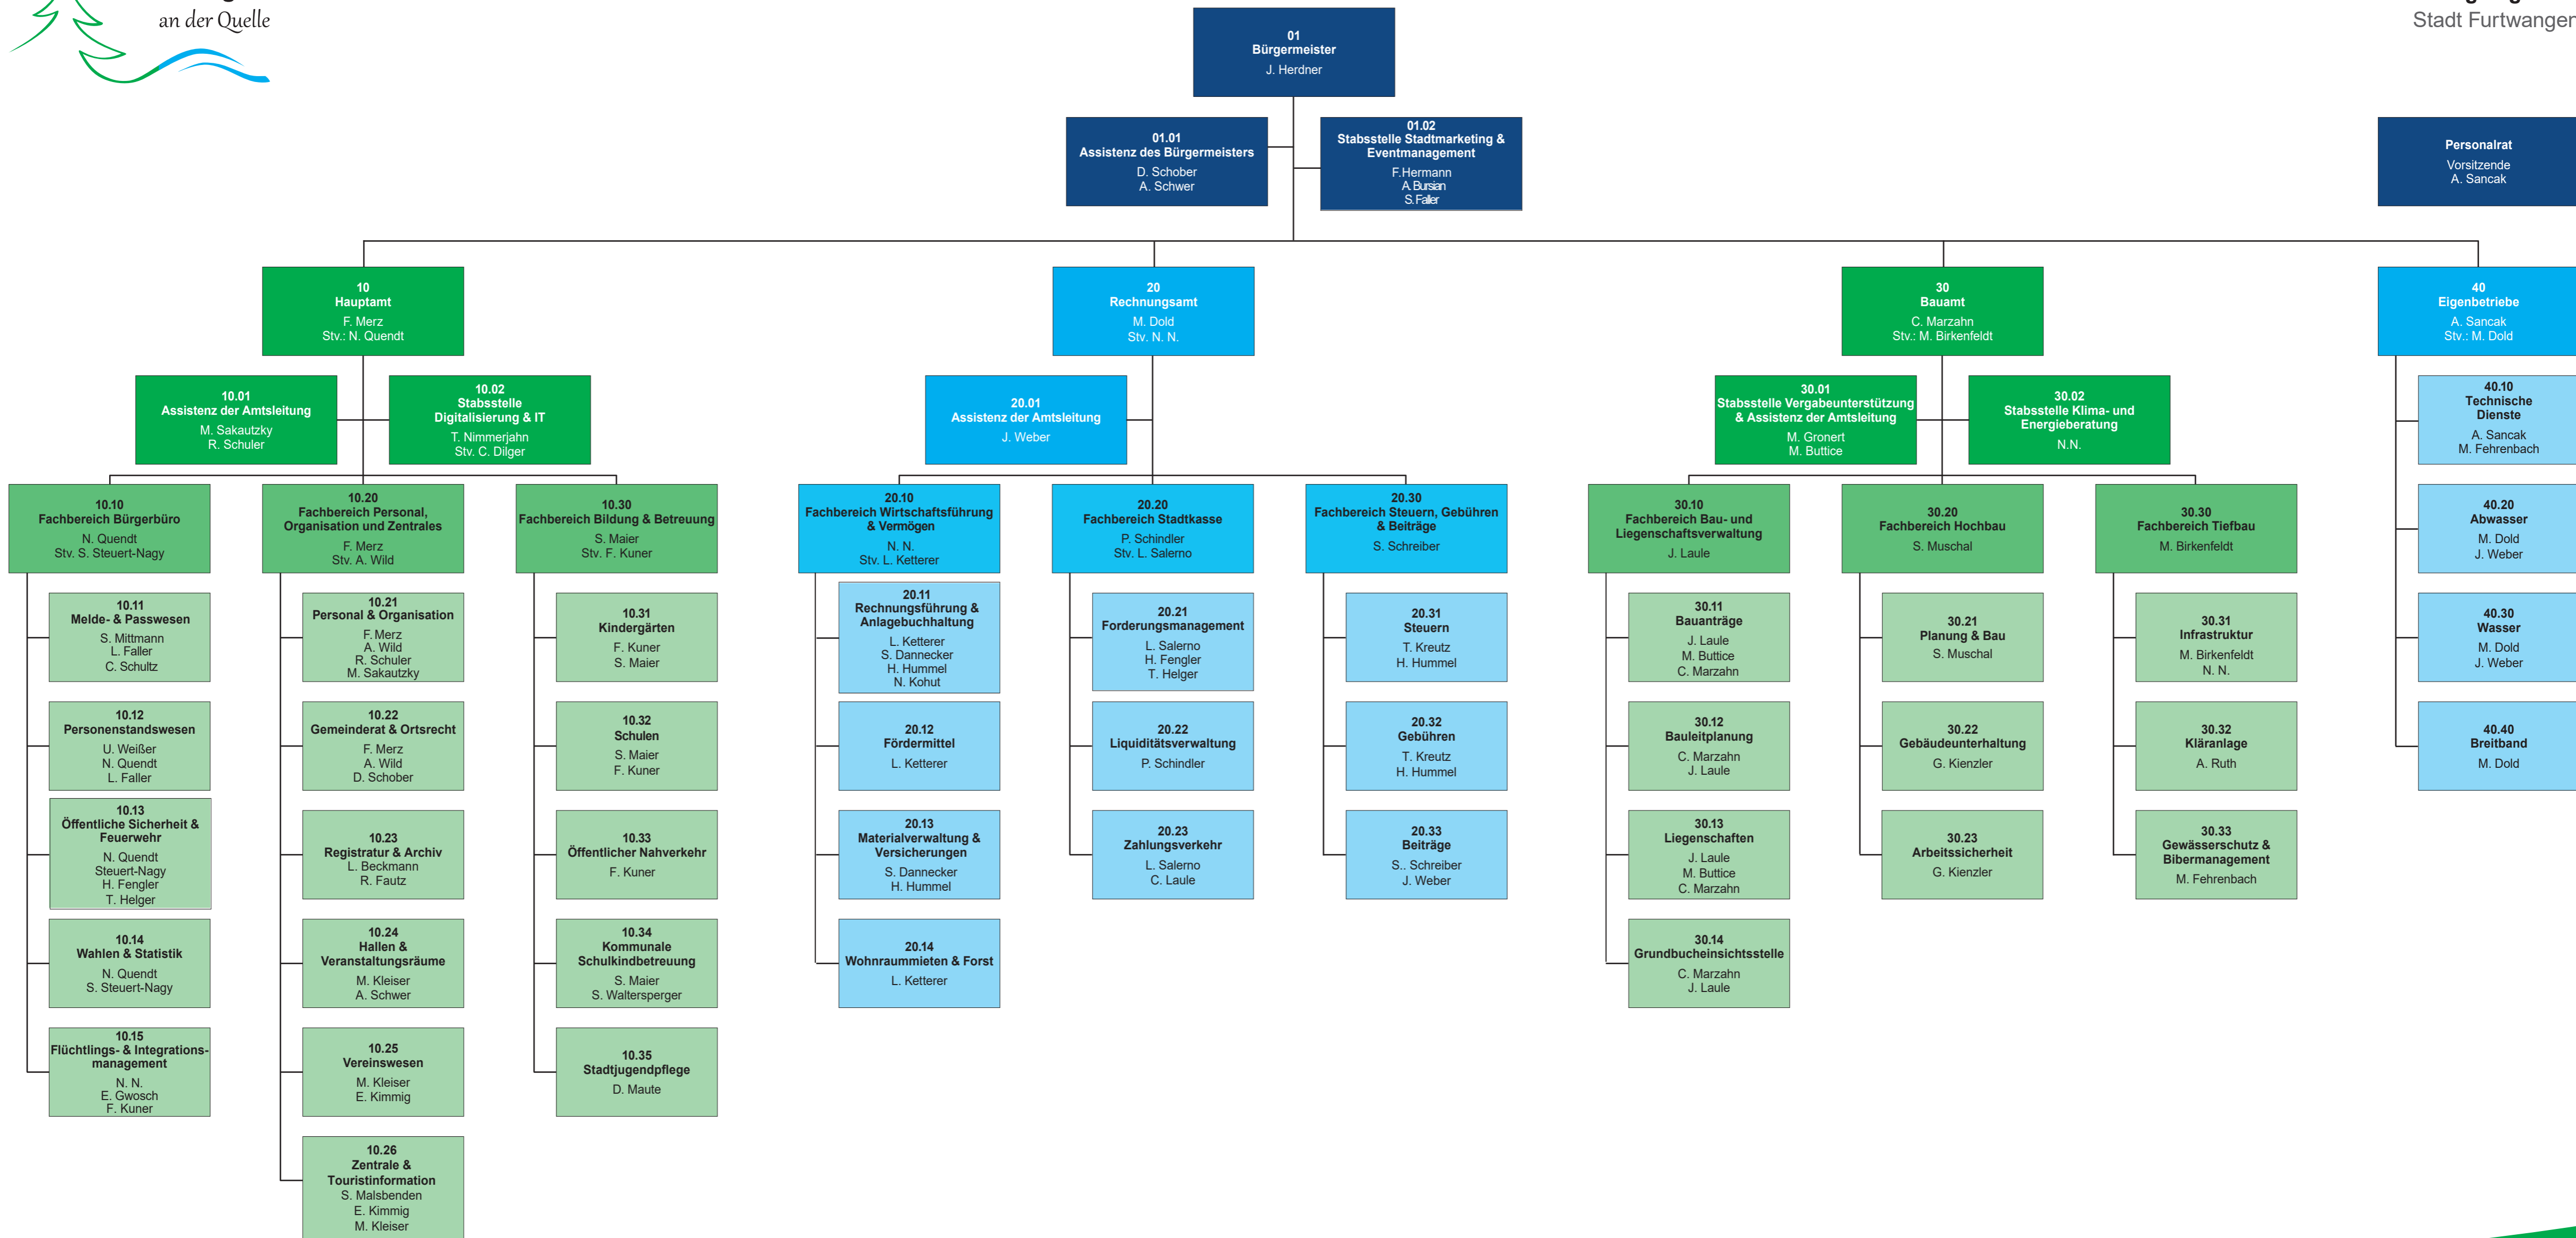 an der Quelle
Stadt Furtwangen
01
Bürgermeister
J. Herdner
01.01
Assistenz des Bürgermeisters
D. Schober
A. Schwer
01.02
Stabsstelle Stadtmarketing &
Eventmanagement
F.Hermann
A. Bursian
S. Faller
Personalrat
Vorsitzende
A. Sancak
10
Hauptamt
F. Merz
Stv.: N. Quendt
20
Rechnungsamt
M. Dold
Stv. N. N.
30
Bauamt
C. Marzahn
Stv.: M. Birkenfeldt
40
Eigenbetriebe
A. Sancak
Stv.: M. Dold
10.01
Assistenz der Amtsleitung
M. Sakautzky
R. Schuler
10.02
Stabsstelle
Digitalisierung & IT
T. Nimmerjahn
Stv. C. Dilger
20.01
Assistenz der Amtsleitung
J. Weber
30.01
Stabsstelle Vergabeunterstützung
& Assistenz der Amtsleitung
M. Gronert
M. Buttice
30.02
Stabsstelle Klima- und
Energieberatung
N.N.
10.10
Fachbereich Bürgerbüro
N. Quendt
Stv. S. Steuert-Nagy
10.11
Melde- & Passwesen
S. Mittmann
L. Faller
C. Schultz
10.12
Personenstandswesen
U. Weißer
N. Quendt
L. Faller
10.13
Öffentliche Sicherheit &
Feuerwehr
N. Quendt
Steuert-Nagy
H. Fengler
T. Helger
10.14
Wahlen & Statistik
N. Quendt
S. Steuert-Nagy
10.15
Flüchtlings- & Integrations-
management
N. N.
E. Gwosch
F. Kuner
10.20
Fachbereich Personal,
Organisation und Zentrales
F. Merz
Stv. A. Wild
10.21
Personal & Organisation
F. Merz
A. Wild
R. Schuler
M. Sakautzky
10.22
Gemeinderat & Ortsrecht
F. Merz
A. Wild
D. Schober
10.23
Registratur & Archiv
L. Beckmann
R. Fautz
10.24
Hallen &
Veranstaltungsräume
M. Kleiser
A. Schwer
10.25
Vereinswesen
M. Kleiser
E. Kimmig
10.26
Zentrale &
Touristinformation
S. Malsbenden
E. Kimmig
M. Kleiser
10.30
Fachbereich Bildung & Betreuung
S. Maier
Stv. F. Kuner
10.31
Kindergärten
F. Kuner
S. Maier
10.32
Schulen
S. Maier
F. Kuner
10.33
Öffentlicher Nahverkehr
F. Kuner
10.34
Kommunale
Schulkindbetreuung
S. Maier
S. Waltersperger
10.35
Stadtjugendpflege
D. Maute
20.10
Fachbereich Wirtschaftsführung
& Vermögen
N. N.
Stv. L. Ketterer
20.11
Rechnungsführung &
Anlagebuchhaltung
L. Ketterer
S. Dannecker
H. Hummel
N. Kohut
20.12
Fördermittel
L. Ketterer
20.13
Materialverwaltung &
Versicherungen
S. Dannecker
H. Hummel
20.14
Wohnraummieten & Forst
L. Ketterer
20.20
Fachbereich Stadtkasse
P. Schindler
Stv. L. Salerno
20.21
Forderungsmanagement
L. Salerno
H. Fengler
T. Helger
20.22
Liquiditätsverwaltung
P. Schindler
20.23
Zahlungsverkehr
L. Salerno
C. Laule
20.30
Fachbereich Steuern, Gebühren
& Beiträge
S. Schreiber
20.31
Steuern
T. Kreutz
H. Hummel
20.32
Gebühren
T. Kreutz
H. Hummel
20.33
Beiträge
S.. Schreiber
J. Weber
30.10
Fachbereich Bau- und
Liegenschaftsverwaltung
J. Laule
30.11
Bauanträge
J. Laule
M. Buttice
C. Marzahn
30.12
Bauleitplanung
C. Marzahn
J. Laule
30.13
Liegenschaften
J. Laule
M. Buttice
C. Marzahn
30.14
Grundbucheinsichtsstelle
C. Marzahn
J. Laule
30.20
Fachbereich Hochbau
S. Muschal
30.21
Planung & Bau
S. Muschal
30.22
Gebäudeunterhaltung
G. Kienzler
30.23
Arbeitssicherheit
G. Kienzler
30.30
Fachbereich Tiefbau
M. Birkenfeldt
30.31
Infrastruktur
M. Birkenfeldt
N. N.
30.32
Kläranlage
A. Ruth
30.33
Gewässerschutz &
Bibermanagement
M. Fehrenbach
40.10
Technische
Dienste
A. Sancak
M. Fehrenbach
40.20
Abwasser
M. Dold
J. Weber
40.30
Wasser
M. Dold
J. Weber
40.40
Breitband
M. Dold